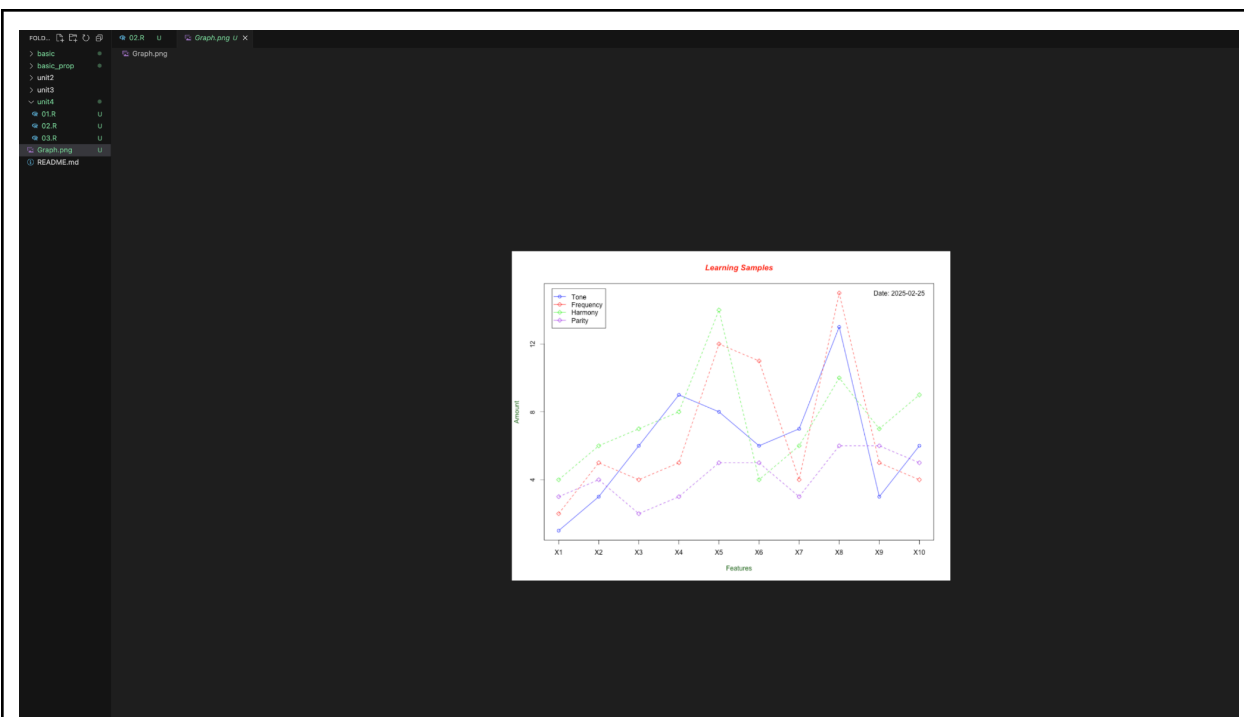 FOLD...
basic
basic_prop
unit2
unit3
unit4
01.R U
02.R U
03.R U
Graph.png U
README.md
02.R U
Graph.png U
Graph.png
Learning Samples
Date: 2025-02-25
Tone
Frequency
Harmony
Parity
Amount
12
8
4
X1 X2 X3 X4 X5 X6 X7 X8 X9 X10
Features